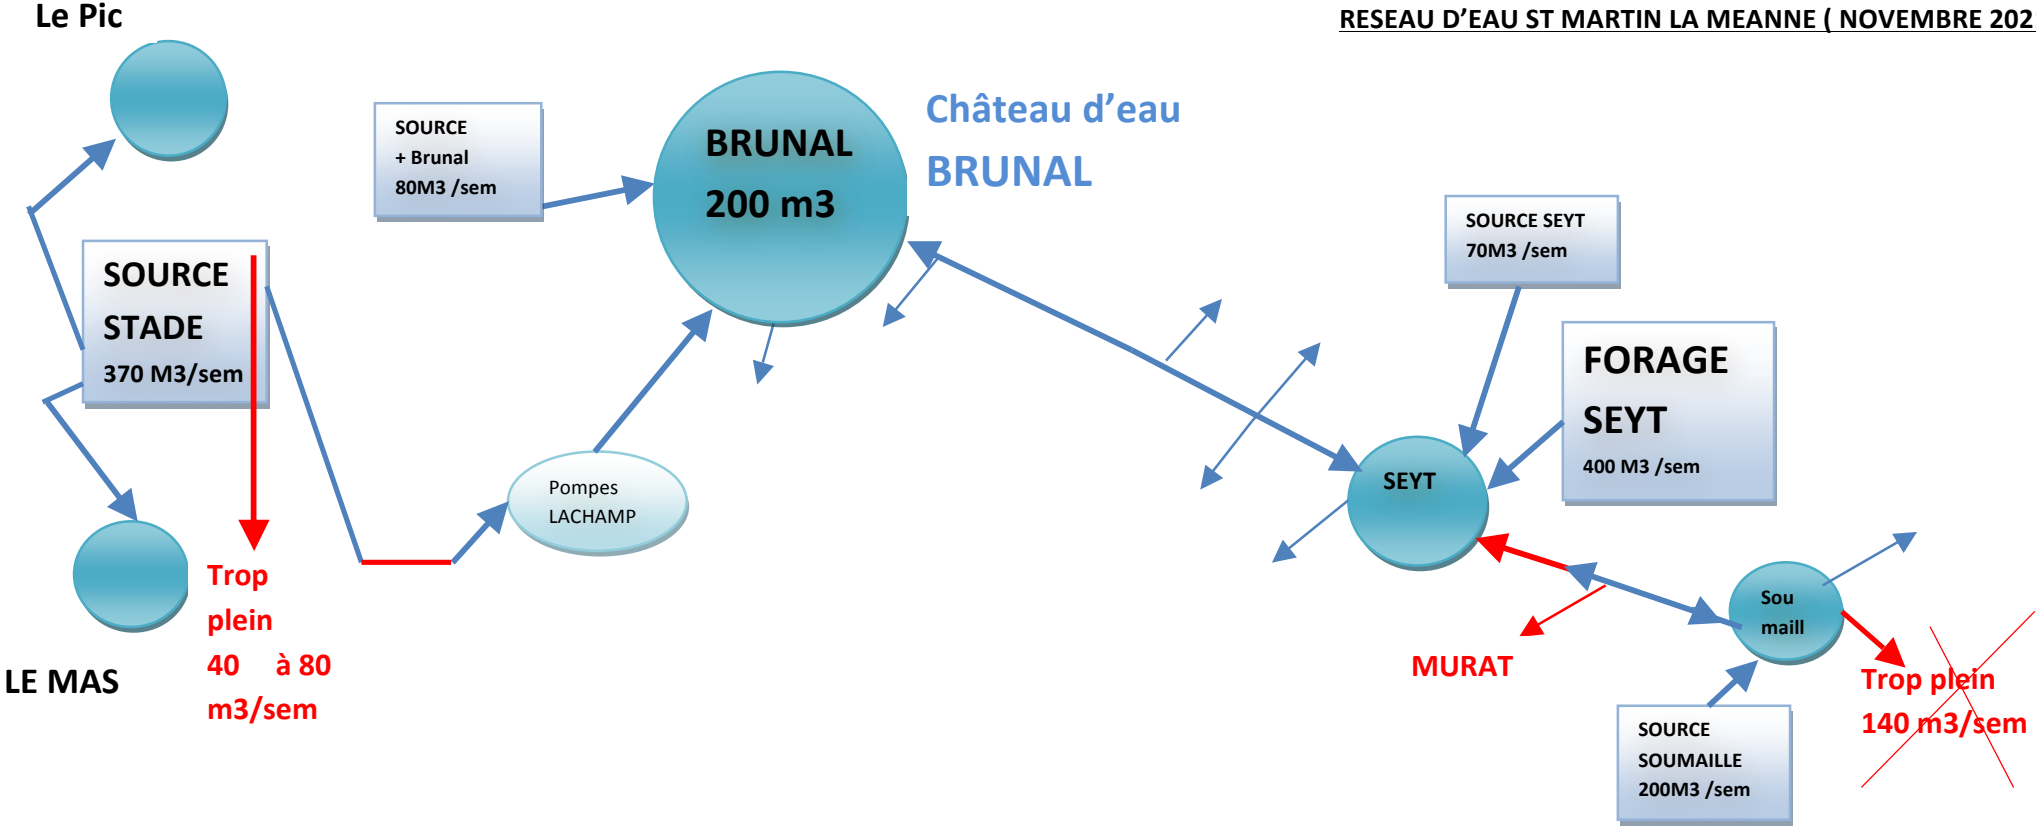 Le Pic
RESEAU D’EAU ST MARTIN LA MEANNE ( NOVEMBRE 202
SOURCE
+ Brunal
80M3 /sem
BRUNAL
200 m3
Château d’eau
BRUNAL
SOURCE
STADE
370 M3/sem
SOURCE SEYT
70M3 /sem
FORAGE
SEYT
400 M3 /sem
Pompes
LACHAMP
SEYT
Trop
plein
40 à 80
m3/sem
LE MAS
Sou
maill
MURAT
Trop plein
140 m3/sem
SOURCE
SOUMAILLE
200M3 /sem